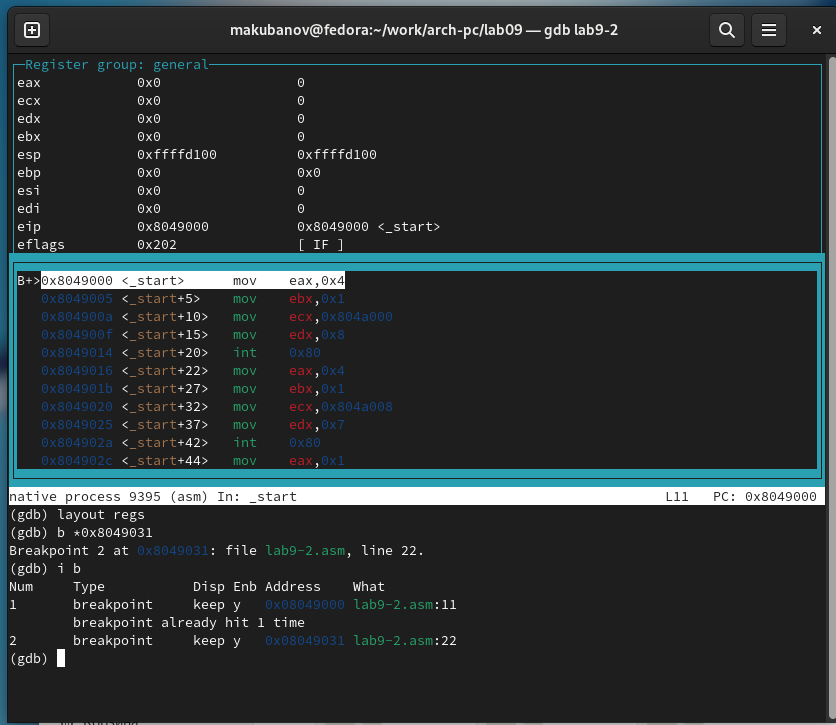 makubanov@fedora:~/work/arch-pc/lab09 — gdb lab9-2
Register group: general
eax 0x0 0
ecx 0x0 0
edx 0x0 0
ebx 0x0 0
esp 0xffffd100 0xffffd100
ebp 0x0 0x0
esi 0x0 0
edi 0x0 0
eip 0x8049000 0x8049000 <_start>
eflags 0x202 [ IF ]
B+>0x8049000 <_start> mov eax,0x4
0x8049005 <_start+5> mov ebx,0x1
0x804900a <_start+10> mov ecx,0x804a000
0x804900f <_start+15> mov edx,0x8
0x8049014 <_start+20> int 0x80
0x8049016 <_start+22> mov eax,0x4
0x804901b <_start+27> mov ebx,0x1
0x8049020 <_start+32> mov ecx,0x804a008
0x8049025 <_start+37> mov edx,0x7
0x804902a <_start+42> int 0x80
0x804902c <_start+44> mov eax,0x1
native process 9395 (asm) In: _start L11 PC: 0x8049000
(gdb) layout regs
(gdb) b *0x8049031
Breakpoint 2 at 0x8049031: file lab9-2.asm, line 22.
(gdb) i b
Num Type Disp Enb Address What
1 breakpoint keep y 0x08049000 lab9-2.asm:11
breakpoint already hit 1 time
2 breakpoint keep y 0x08049031 lab9-2.asm:22
(gdb)